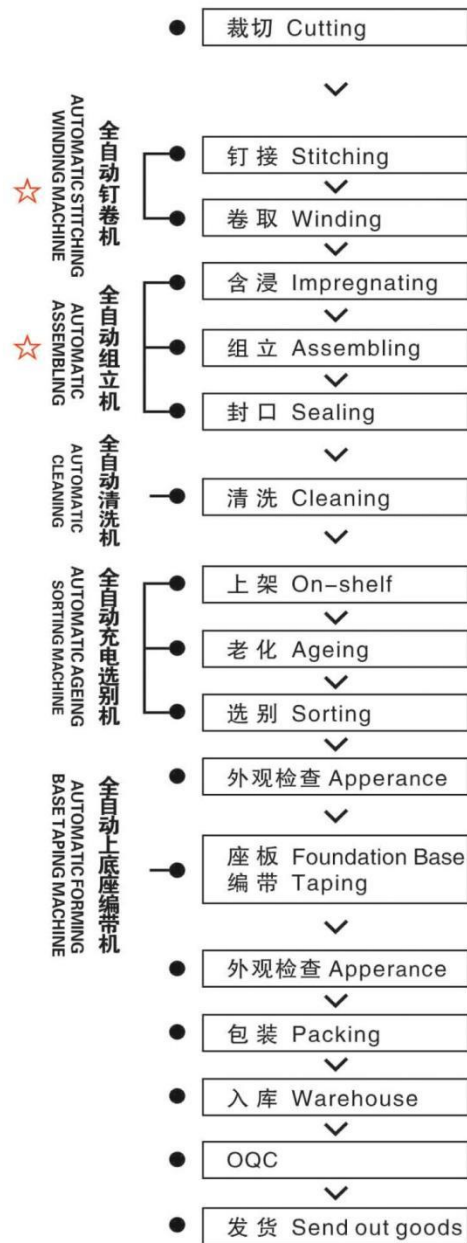 裁切 Cutting
全自动钉卷机
AUTOMATIC STITCHING
WINDING MACHINE
钉接 Stitching
卷取 Winding
全自动组立机
AUTOMATIC
ASSEMBLING
含浸 Impregnating
组立 Assembling
封口 Sealing
全自动清洗机
AUTOMATIC
CLEANING
清洗 Cleaning
全自动充电选别机
AUTOMATIC AGEING
SORTING MACHINE
上架 On-shelf
老化 Ageing
选别 Sorting
外观检查 Apperance
全自动上底座编带机
AUTOMATIC FORMING
BASE TAPING MACHINE
座板 Foundation Base
编带 Taping
外观检查 Apperance
包装 Packing
入库 Warehouse
OQC
发货 Send out goods